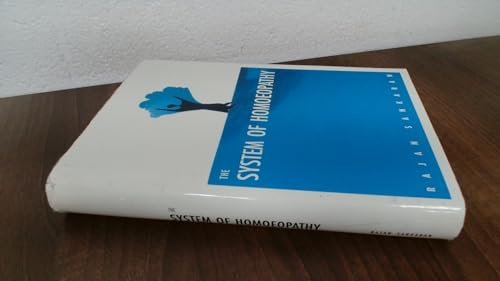 THE
SYSTEM OF HOMOEOPATHY
RAJAN SANKARAN
THE
SYSTEM OF HOMOEOPATHY
RAJAN SANKARAN